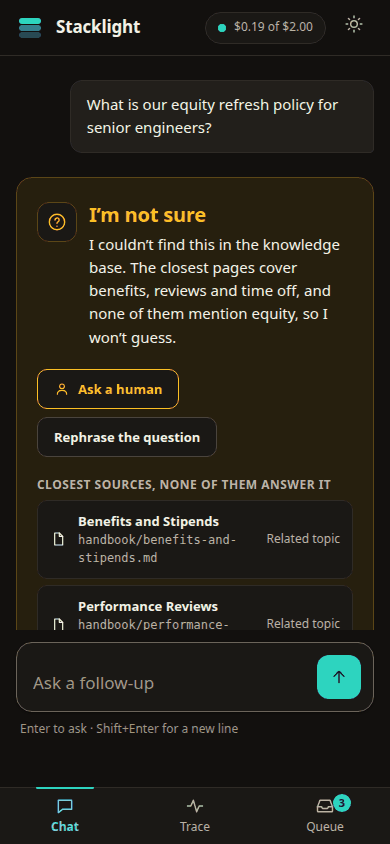 Stacklight
$0.19 of $2.00
What is our equity refresh policy for
senior engineers?
I’m not sure
I couldn’t find this in the knowledge
base. The closest pages cover
benefits, reviews and time off, and
none of them mention equity, so I
won’t guess.
Ask a human
Rephrase the question
CLOSEST SOURCES, NONE OF THEM ANSWER IT
Benefits and Stipends
handbook/benefits-and-
stipends.md
Related topic
Performance Reviews
handbook/performance-
Related topic
Ask a follow-up
Enter to ask · Shift+Enter for a new line
Chat
Trace
3
Queue